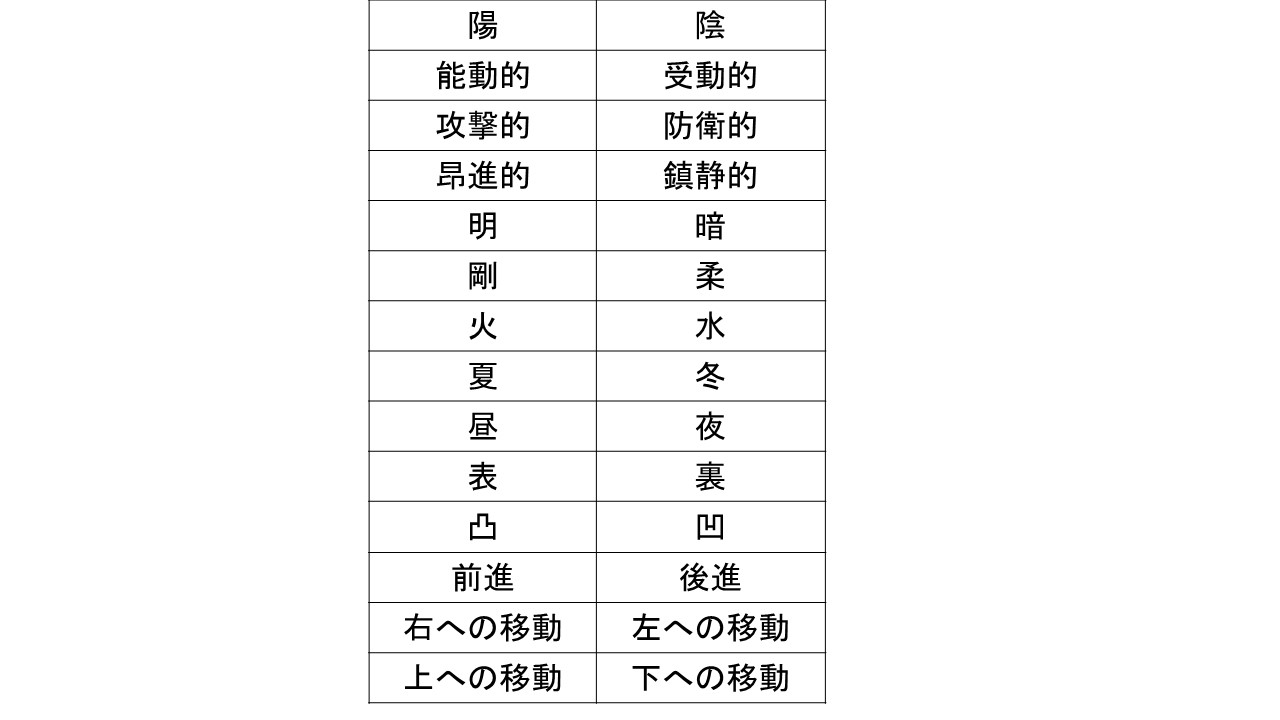 陽 陰
能動的 受動的
攻撃的 防衛的
昂進的 鎮静的
明 暗
剛 柔
火 水
夏 冬
昼 夜
表 裏
凸 凹
前進 後進
右への移動 左への移動
上への移動 下への移動